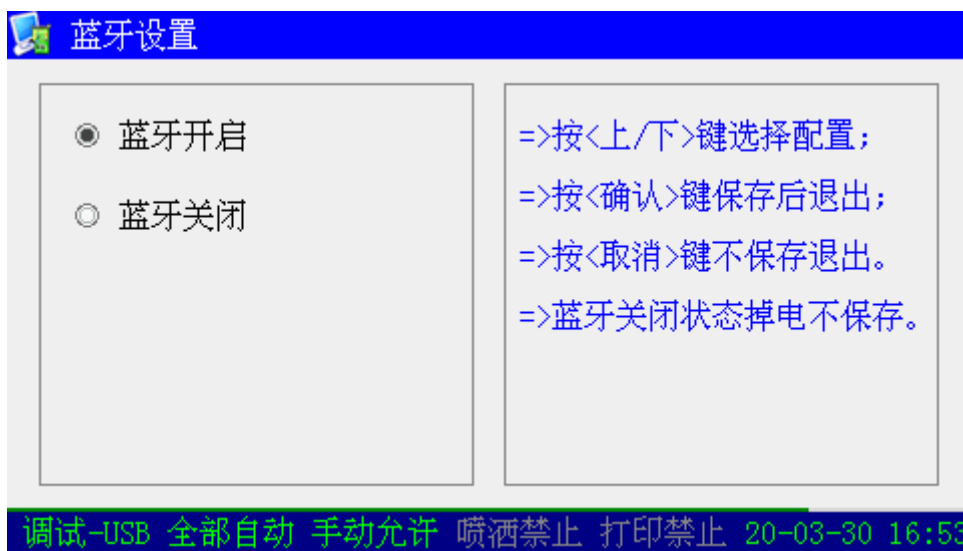 蓝牙设置
蓝牙开启
蓝牙关闭
=>按<上/下>键选择配置;
=>按<确认>键保存后退出;
=>按<取消>键不保存退出。
=>蓝牙关闭状态掉电不保存。
调试-USB 全部自动 手动允许 喷洒禁止 打印禁止 20-03-30 16:53